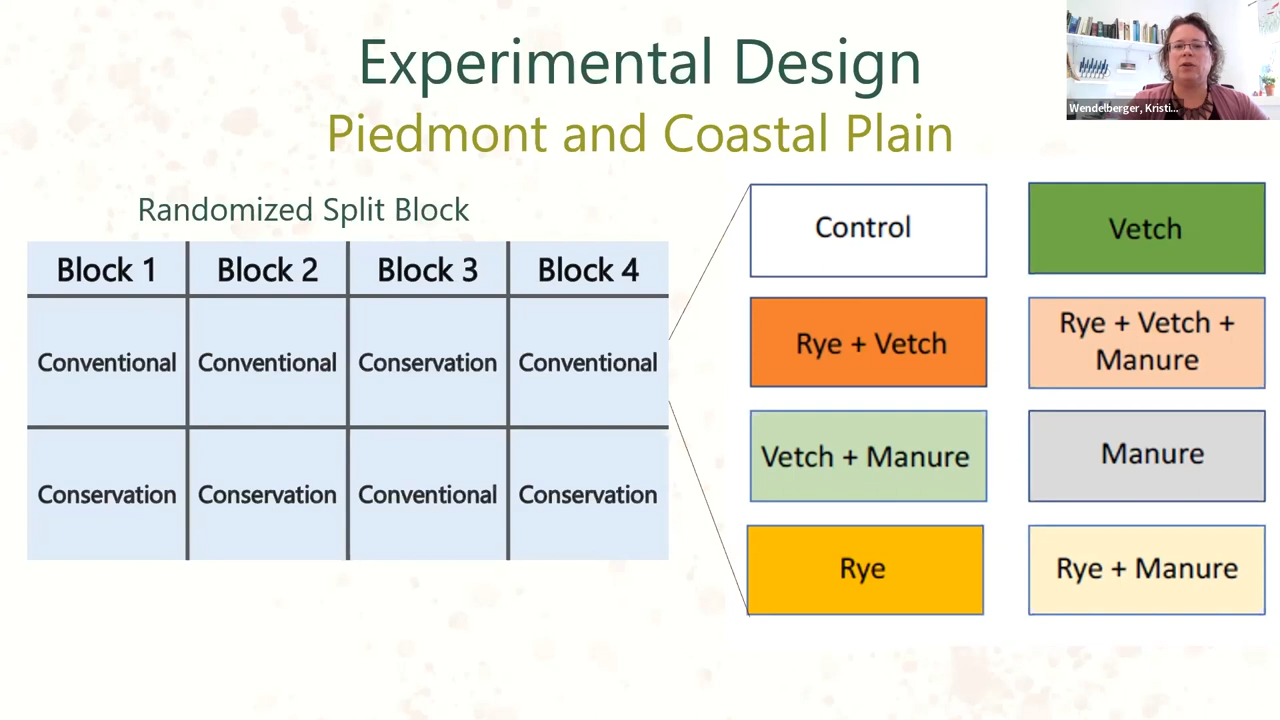 Experimental Design
Piedmont and Coastal Plain
Wendelberger, Kristi...
Randomized Split Block
Block 1 Block 2 Block 3 Block 4
Conventional Conventional Conservation Conventional
Conservation Conservation Conventional Conservation
Control
Vetch
Rye + Vetch
Rye + Vetch +
Manure
Vetch + Manure
Manure
Rye
Rye + Manure